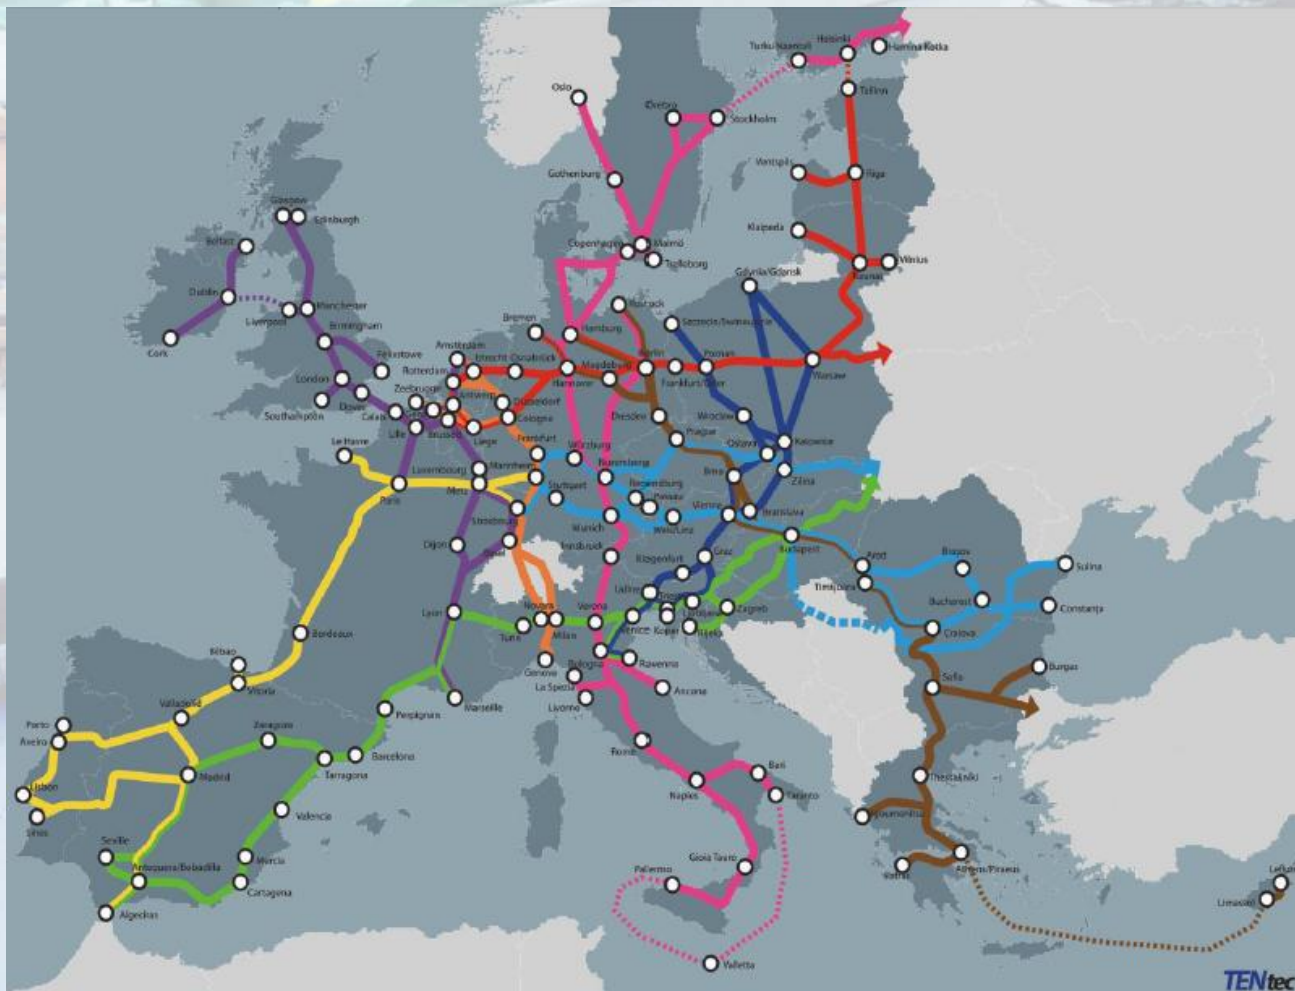 Turku/Naantali
Helsinki
Hamina Kotka
Oslo
Tallinn
Örebro
Stockholm
Ventspils
Riga
Gothenburg
Glasgow
Edinburgh
Klaipeda
Belfast
Copenhagen
Malmö
Trelleborg
Kaunas
Vilnius
Gdynia/Gdansk
Dublin
Manchester
Liverpool
Rostock
Bremen
Hamburg
Szczecin/Swinoujscie
Cork
Birmingham
Amsterdam
Felixstowe
Rotterdam
Utrecht
Osnabrück
Magdeburg
Berlin
Poznan
London
Hannover
Frankfurt/Oder
Warsaw
Zeebrugge
Antwerp
Düsseldorf
Southampton
Dover
Calais
Cologne
Dresden
Wroclaw
Lille
Brussels
Liège
Prague
Ostrava
Katowice
Le Havre
Frankfurt
Würzburg
Luxembourg
Mannheim
Nuremberg
Brno
Zilina
Paris
Metz
Stuttgart
Regensburg
Passau
Strasbourg
Vienna
Bratislava
Munich
Wels/Linz
Dijon
Basel
Innsbruck
Klagenfurt
Graz
Budapest
Arad
Brasov
Sulina
Timişoara
Udine
Trieste
Ljubljana
Zagreb
Bucharest
Constanţa
Lyon
Novara
Verona
Turin
Milan
Venice
Koper
Rijeka
Craiova
Bordeaux
Bilbao
Genova
Bologna
Ravenna
Burgas
Vitoria
La Spezia
Sofia
Marseille
Livorno
Ancona
Valladolid
Porto
Perpignan
Aveiro
Zaragoza
Rome
Barcelona
Madrid
Tarragona
Bari
Thessaloniki
Lisbon
Naples
Taranto
Sines
Valencia
Igoumenitsa
Seville
Murcia
Gioia Tauro
Antequera/Bobadilla
Palermo
Patras
Athens/Piraeus
Cartagena
Limassol
Algeciras
Valletta
TENtec